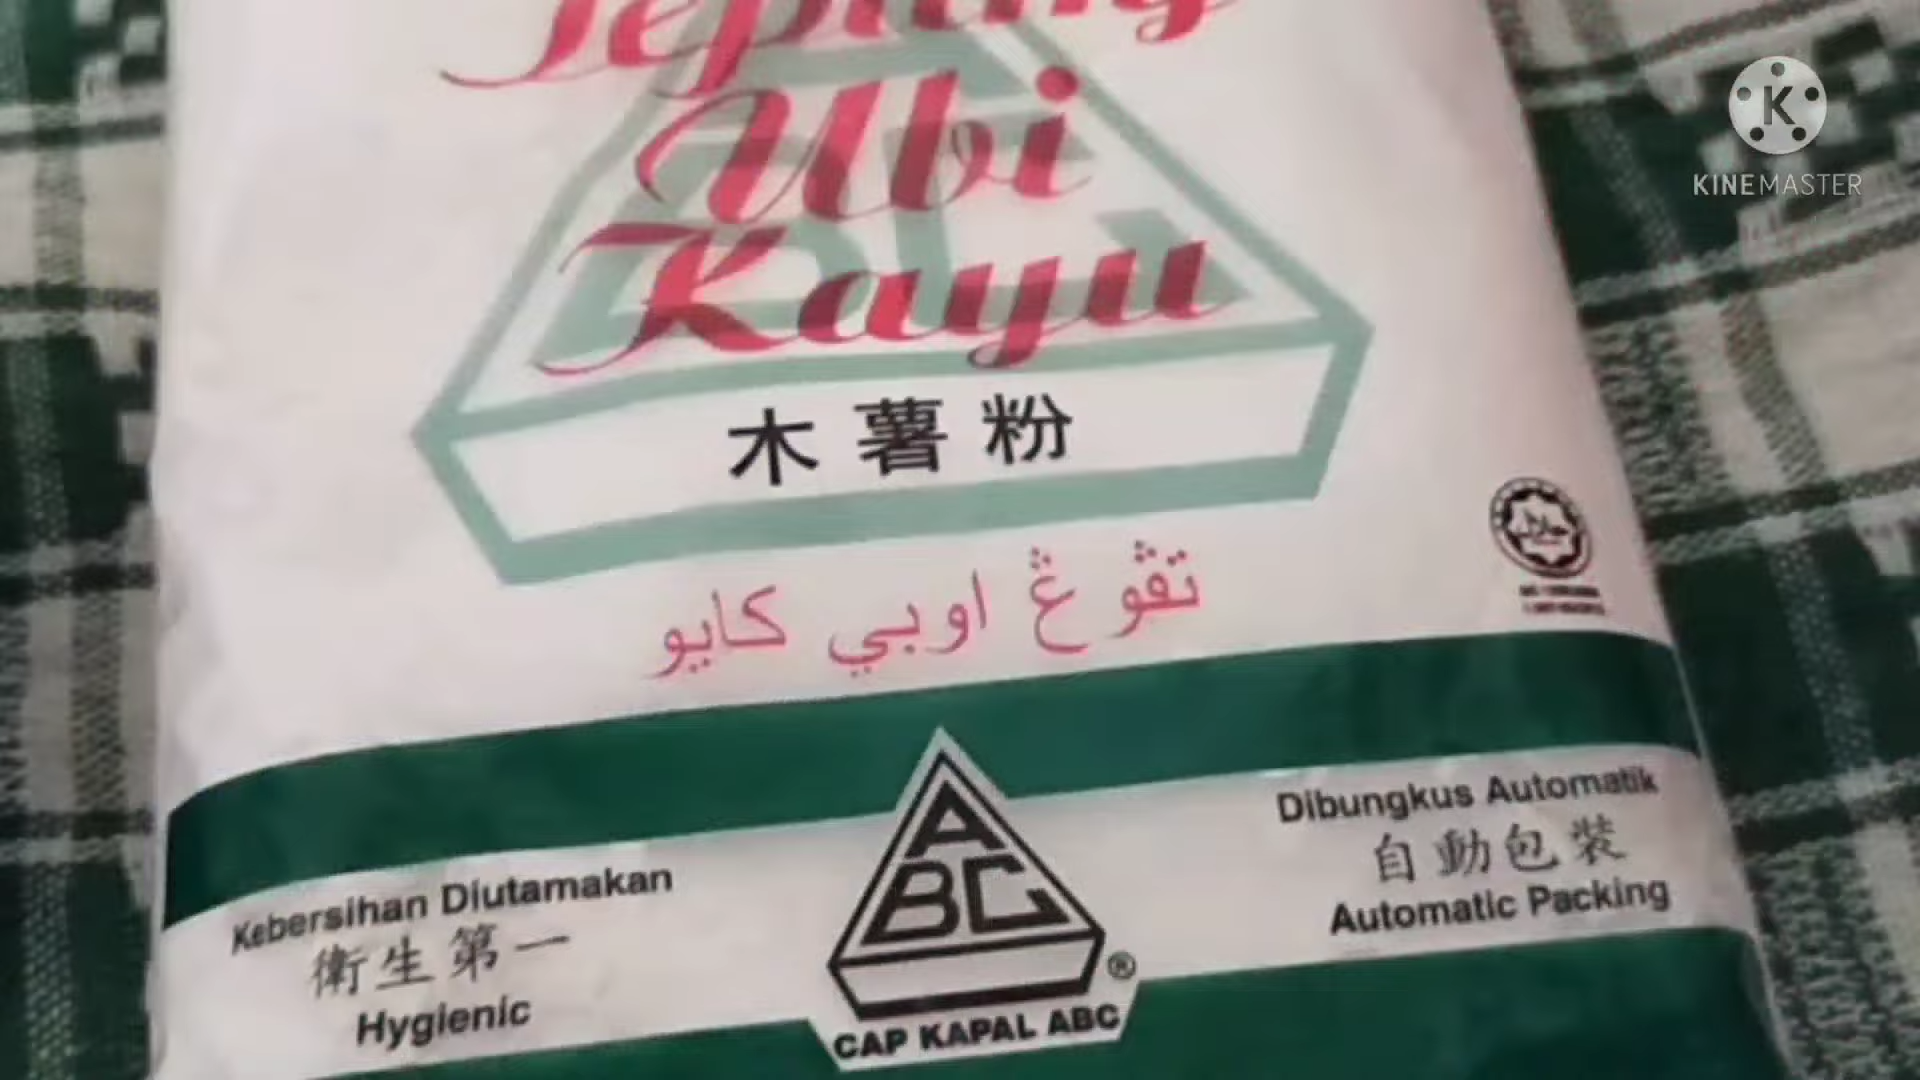 Tepung
Ubi
Kayu
木薯粉
تڤوڠ اوبي كايو
Kebersihan Diutamakan
衛生第一
Hygienic
ABC
®
CAP KAPAL ABC
Dibungkus Automatik
自動包装
Automatic Packing
K
KINEMASTER